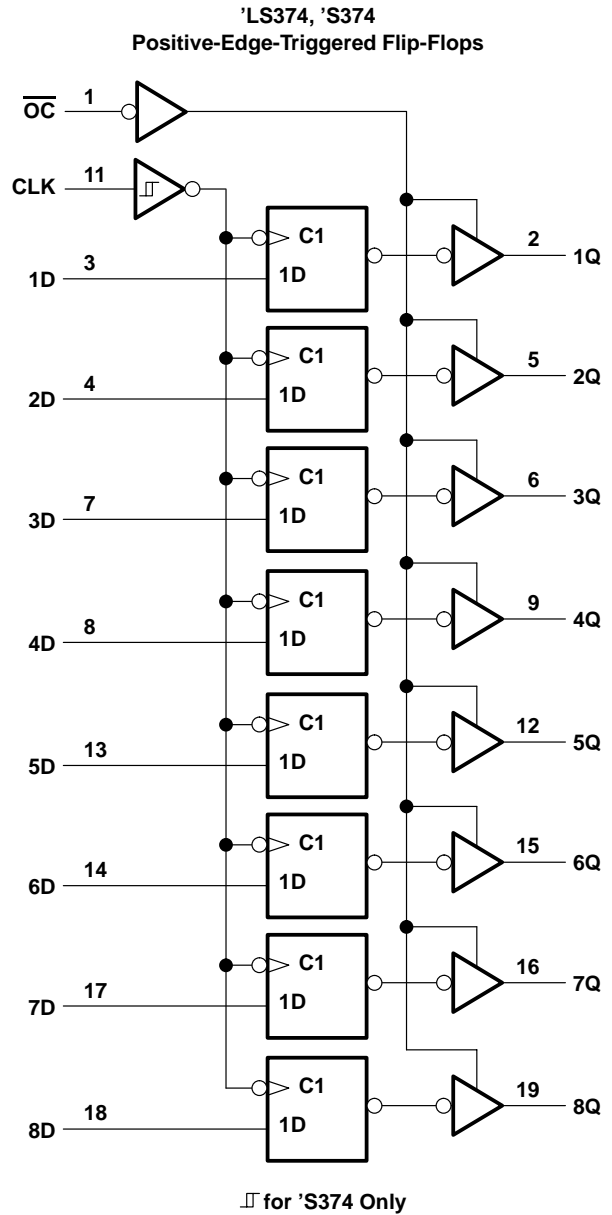 ’LS374, ’S374
Positive-Edge-Triggered Flip-Flops
OC 1
CLK 11
C1
1D 3 1D 2 1Q
C1
2D 4 1D 5 2Q
C1
3D 7 1D 6 3Q
C1
4D 8 1D 9 4Q
C1
5D 13 1D 12 5Q
C1
6D 14 1D 15 6Q
C1
7D 17 1D 16 7Q
C1
8D 18 1D 19 8Q
for ’S374 Only